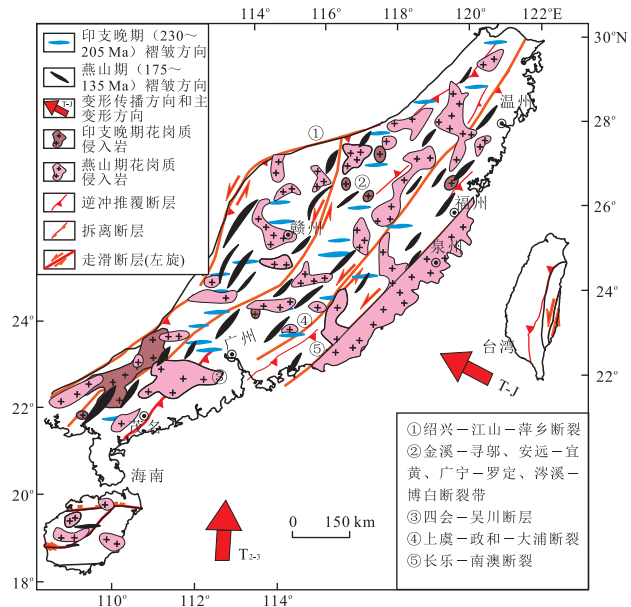 114°
116°
118°
120°
122°E
30°N
28°
26°
24°
22°
24°
22°
20°
18°
110°
112°
114°
印支晚期（230～
205 Ma）褶皱方向
燕山期（175～
135 Ma）褶皱方向
T-J
变形传播方向和主
变形方向
印支晚期花岗质
侵入岩
燕山期花岗质
侵入岩
逆冲推覆断层
拆离断层
走滑断层(左旋)
①
②
③
④
⑤
温州
福州
泉州
赣州
广州
茂名
海南
台湾
T-J
T2-3
0 150 km
①绍兴－江山－萍乡断裂
②金溪－寻邬、安远－宜
黄、广宁－罗定、涔溪－
博白断裂带
③四会－吴川断层
④上虞－政和－大浦断裂
⑤长乐－南澳断裂